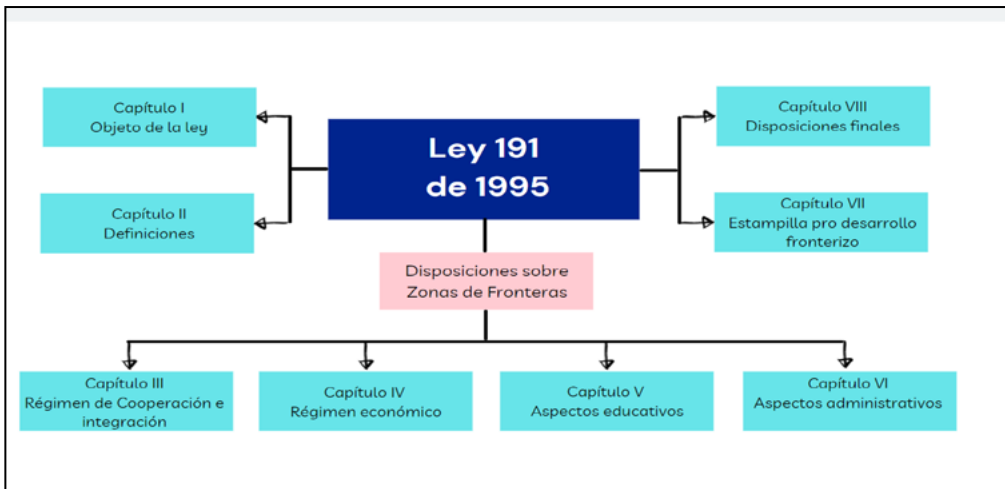 Capítulo I
Objeto de la ley
Capítulo II
Definiciones
Ley 191
de 1995
Capítulo VIII
Disposiciones finales
Capítulo VII
Estampilla pro desarrollo
fronterizo
Disposiciones sobre
Zonas de Fronteras
Capítulo III
Régimen de Cooperación e
integración
Capítulo IV
Régimen económico
Capítulo V
Aspectos educativos
Capítulo VI
Aspectos administrativos